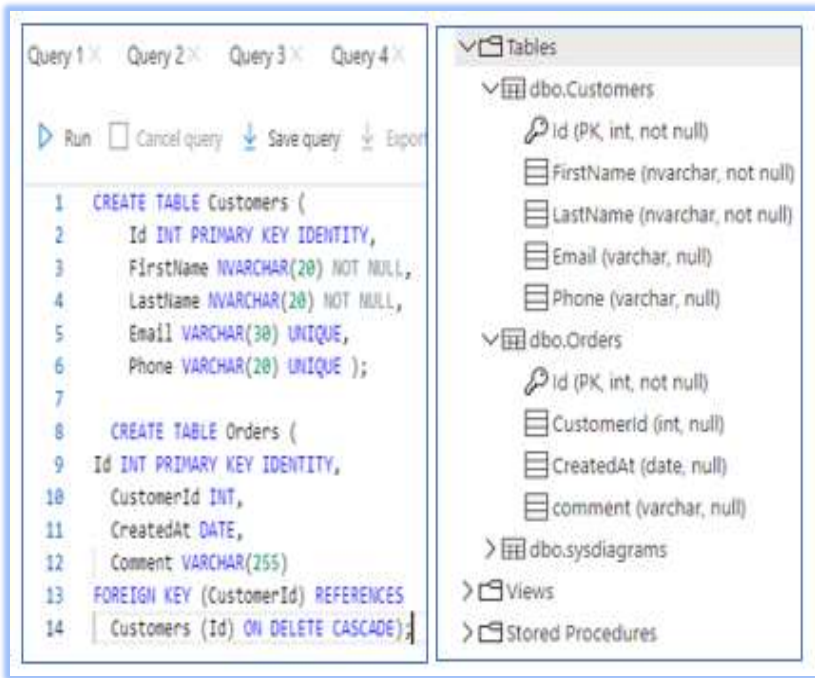 Query 1 Query 2 Query 3 Query 4
Run Cancel query Save query Export
1 CREATE TABLE Customers (
2 Id INT PRIMARY KEY IDENTITY,
3 FirstName NVARCHAR(20) NOT NULL,
4 LastName NVARCHAR(20) NOT NULL,
5 Email VARCHAR(30) UNIQUE,
6 Phone VARCHAR(20) UNIQUE );
7
8 CREATE TABLE Orders (
9 Id INT PRIMARY KEY IDENTITY,
10 CustomerId INT,
11 CreatedAt DATE,
12 Comment VARCHAR(255)
13 FOREIGN KEY (CustomerId) REFERENCES
14 Customers (Id) ON DELETE CASCADE);
Tables
dbo.Customers
Id (PK, int, not null)
FirstName (nvarchar, not null)
LastName (nvarchar, not null)
Email (varchar, null)
Phone (varchar, null)
dbo.Orders
Id (PK, int, not null)
CustomerId (int, null)
CreatedAt (date, null)
comment (varchar, null)
dbo.sysdiagrams
Views
Stored Procedures